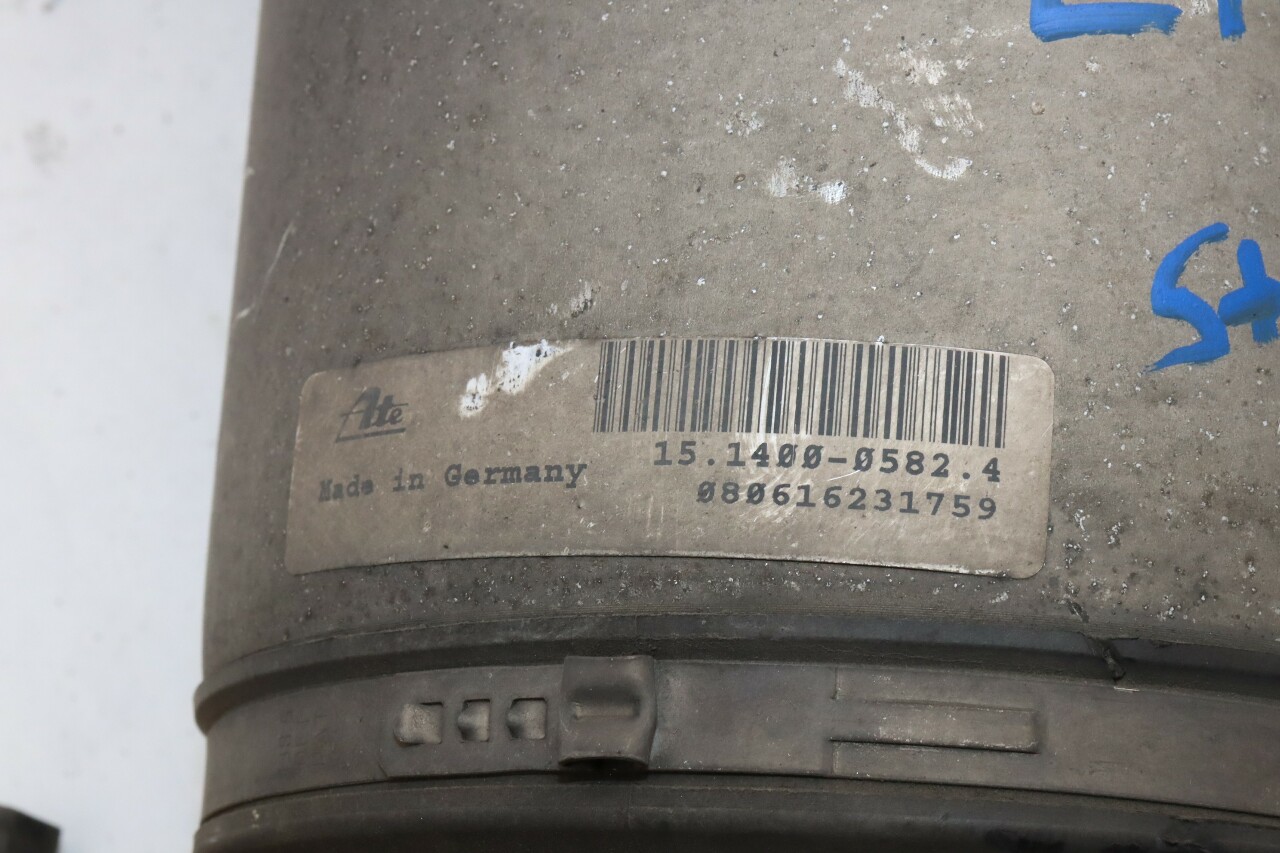 Ate
15.1400-0582.4
Made in Germany
080616231759